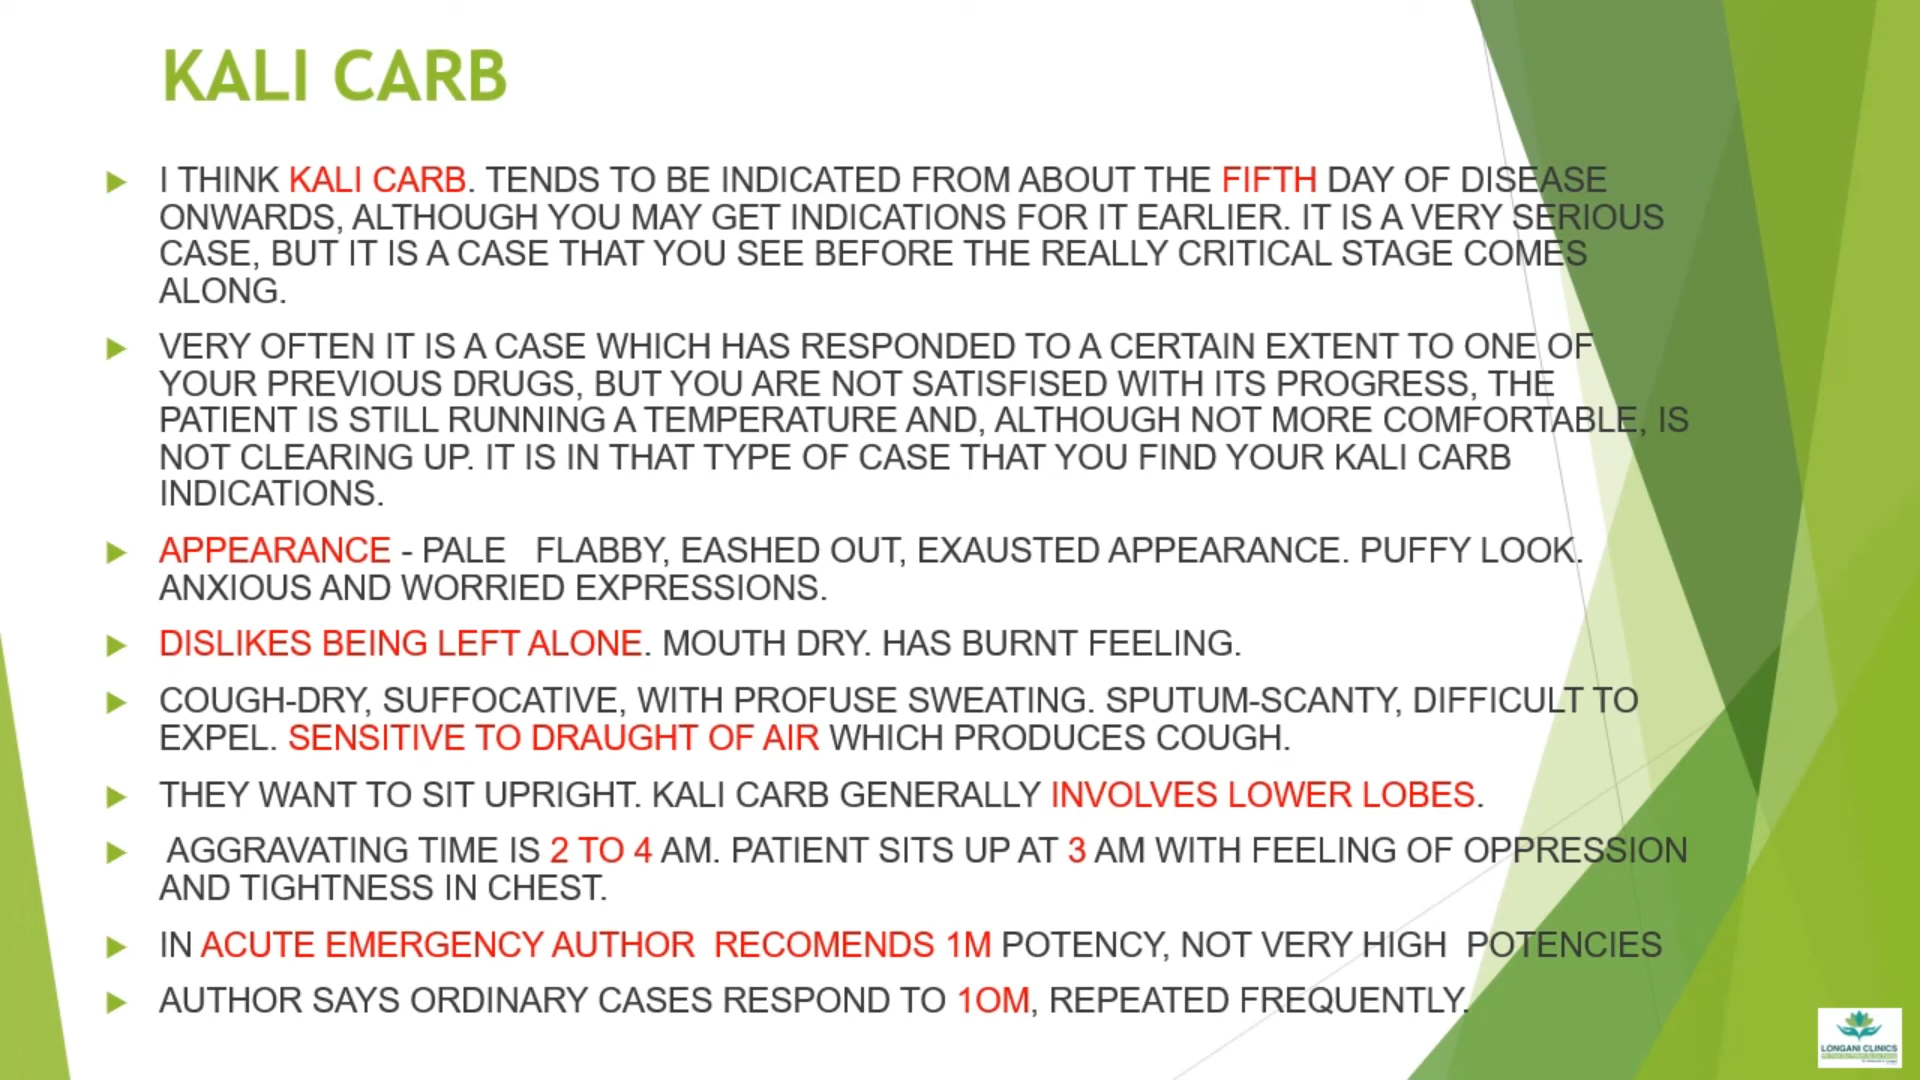 KALI CARB
I THINK KALI CARB. TENDS TO BE INDICATED FROM ABOUT THE FIFTH DAY OF DISEASE
ONWARDS, ALTHOUGH YOU MAY GET INDICATIONS FOR IT EARLIER. IT IS A VERY SERIOUS
CASE, BUT IT IS A CASE THAT YOU SEE BEFORE THE REALLY CRITICAL STAGE COMES
ALONG.
VERY OFTEN IT IS A CASE WHICH HAS RESPONDED TO A CERTAIN EXTENT TO ONE OF
YOUR PREVIOUS DRUGS, BUT YOU ARE NOT SATISFISED WITH ITS PROGRESS, THE
PATIENT IS STILL RUNNING A TEMPERATURE AND, ALTHOUGH NOT MORE COMFORTABLE, IS
NOT CLEARING UP. IT IS IN THAT TYPE OF CASE THAT YOU FIND YOUR KALI CARB
INDICATIONS.
APPEARANCE - PALE FLABBY, EASHED OUT, EXAUSTED APPEARANCE. PUFFY LOOK.
ANXIOUS AND WORRIED EXPRESSIONS.
DISLIKES BEING LEFT ALONE. MOUTH DRY. HAS BURNT FEELING.
COUGH-DRY, SUFFOCATIVE, WITH PROFUSE SWEATING. SPUTUM-SCANTY, DIFFICULT TO
EXPEL. SENSITIVE TO DRAUGHT OF AIR WHICH PRODUCES COUGH.
THEY WANT TO SIT UPRIGHT. KALI CARB GENERALLY INVOLVES LOWER LOBES.
AGGRAVATING TIME IS 2 TO 4 AM. PATIENT SITS UP AT 3 AM WITH FEELING OF OPPRESSION
AND TIGHTNESS IN CHEST.
IN ACUTE EMERGENCY AUTHOR RECOMENDS 1M POTENCY, NOT VERY HIGH POTENCIES
AUTHOR SAYS ORDINARY CASES RESPOND TO 1OM, REPEATED FREQUENTLY.
LONGANI CLINICS